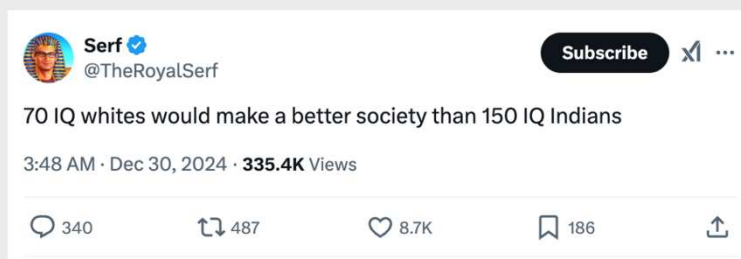 Serf
@TheRoyalSerf
Subscribe
70 IQ whites would make a better society than 150 IQ Indians
3:48 AM · Dec 30, 2024 · 335.4K Views
340 487 8.7K 186